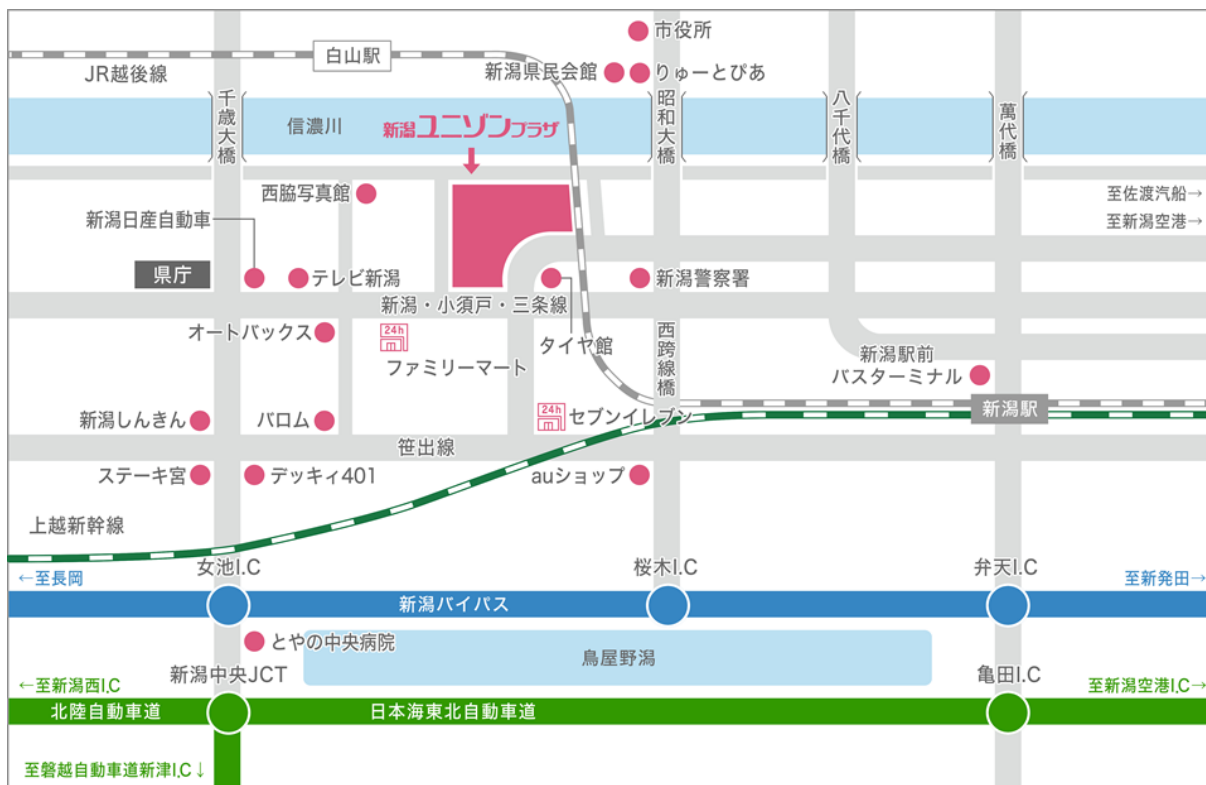 市役所
白山駅
JR越後線
新潟県民会館
りゅーとぴあ
千歳大橋
信濃川
新潟ユニゾンプラザ
昭和大橋
八千代橋
萬代橋
西脇写真館
至佐渡汽船→
新潟日産自動車
至新潟空港→
県庁
テレビ新潟
新潟警察署
新潟・小須戸・三条線
オートバックス
24h
ファミリーマート
タイヤ館
西跨線橋
新潟駅前
バスターミナル
新潟駅
新潟しんきん
バロム
24h
セブンイレブン
笹出線
ステーキ宮
デッキィ401
auショップ
上越新幹線
女池I.C
桜木I.C
弁天I.C
←至長岡
新潟バイパス
至新発田→
とやの中央病院
鳥屋野潟
新潟中央JCT
亀田I.C
←至新潟西I.C
至新潟空港I.C→
北陸自動車道
日本海東北自動車道
至磐越自動車道新津I.C↓